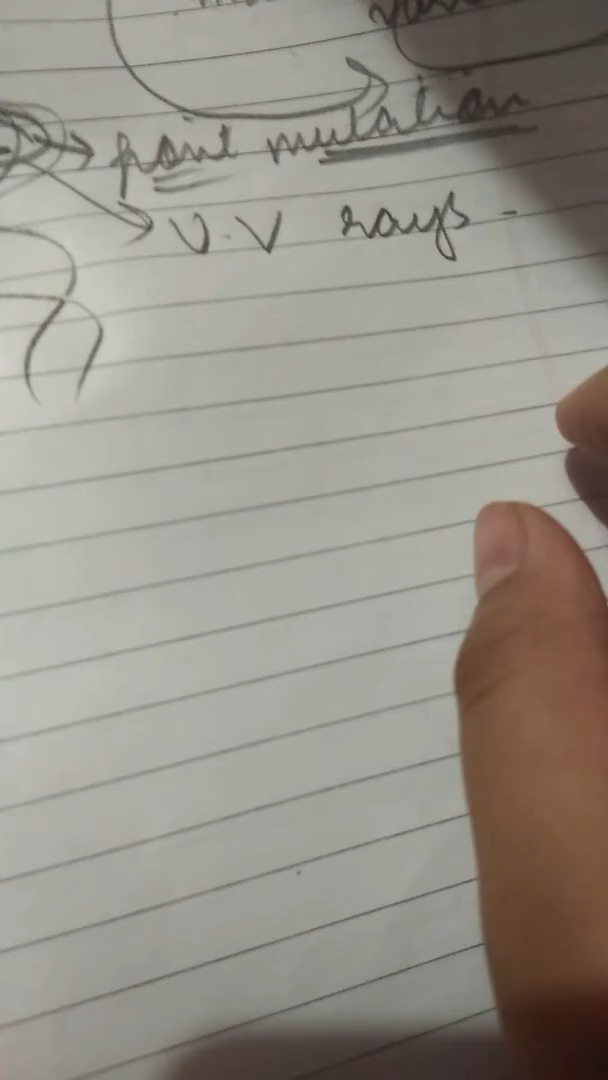 → point mutation
→ U.V rays -